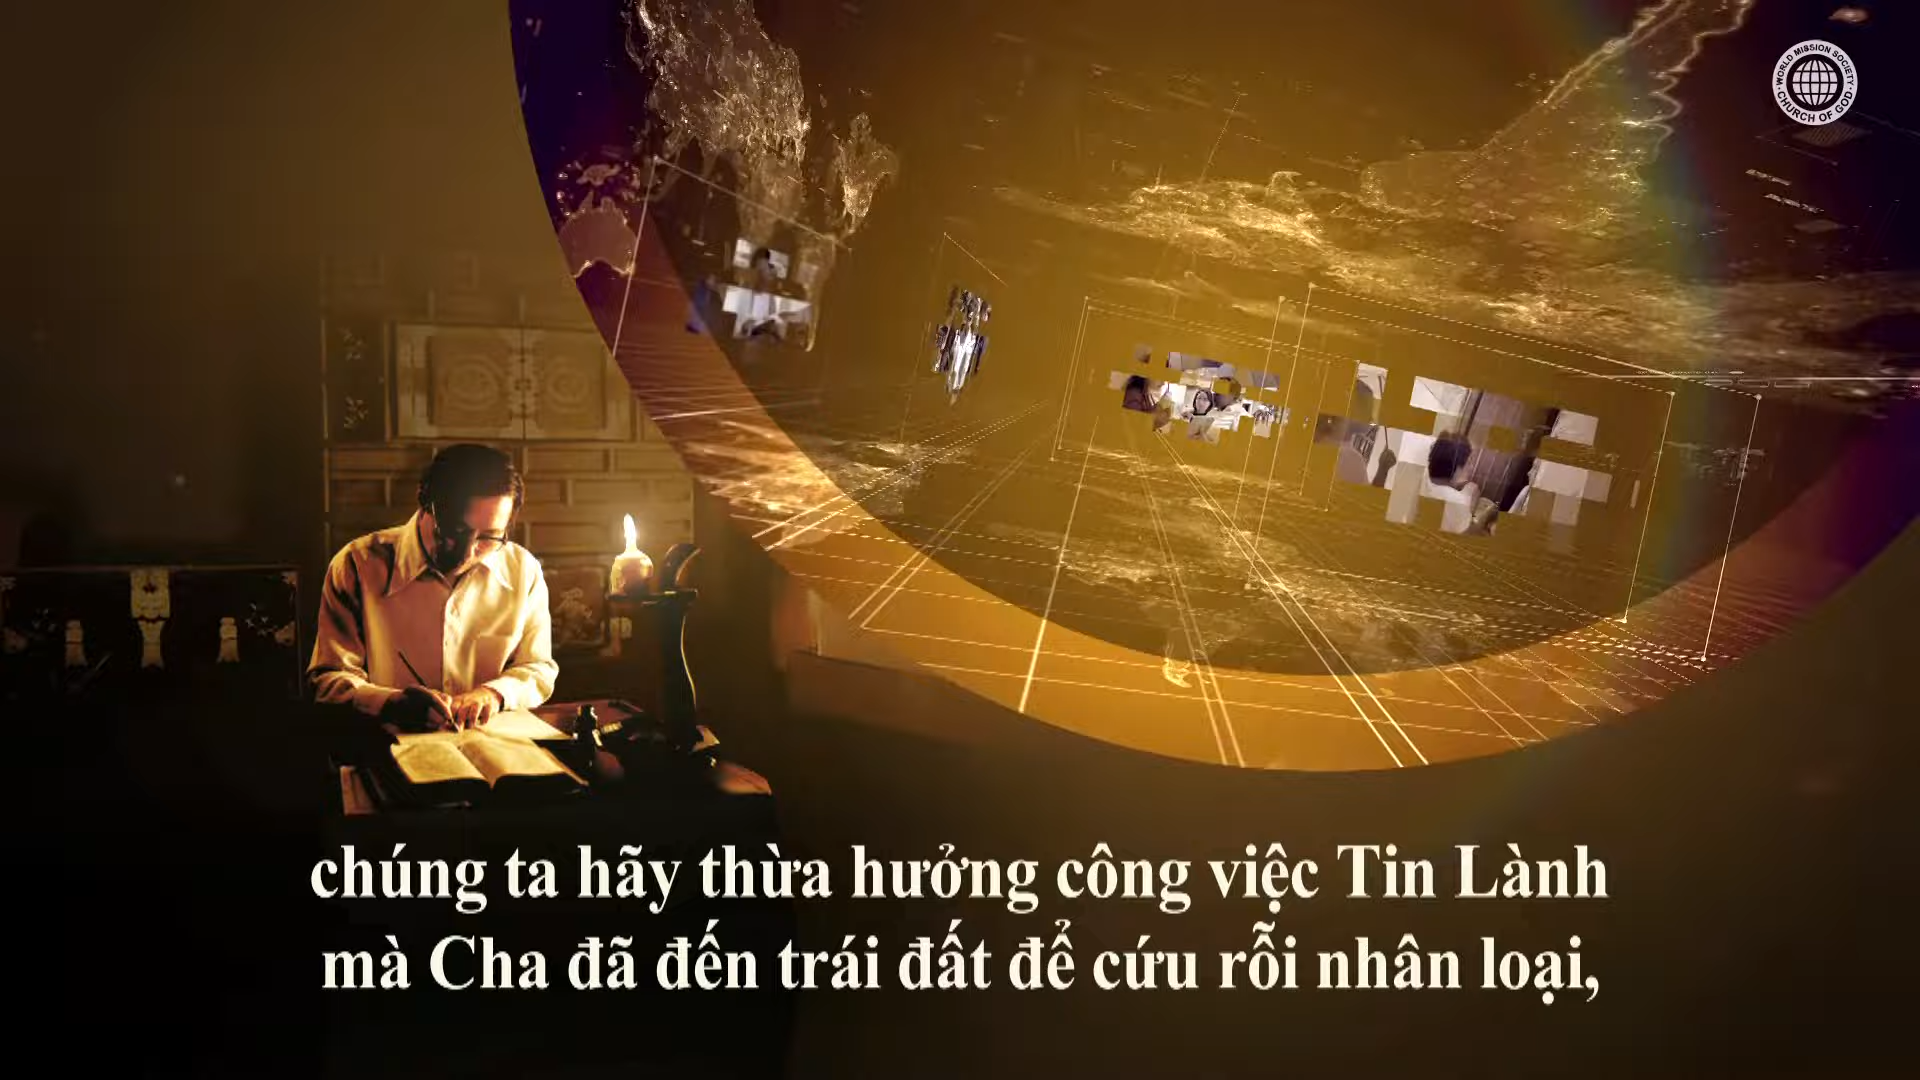 WORLD MISSION SOCIETY
CHURCH OF GOD
chúng ta hãy thừa hưởng công việc Tin Lành
mà Cha đã đến trái đất để cứu rỗi nhân loại,